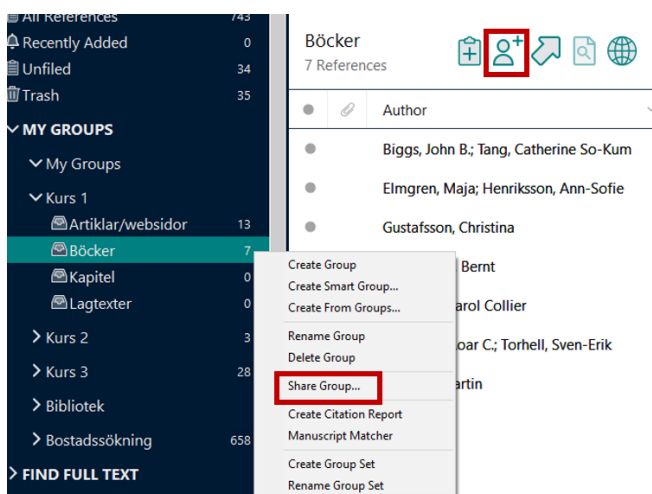 All References 743
Recently Added 0
Unfiled 34
Trash 35
MY GROUPS
My Groups
Kurs 1
Artiklar/websidor 13
Böcker 7
Kapitel 0
Lagtexter 0
Kurs 2 3
Kurs 3 28
Bibliotek
Bostadssökning 658
FIND FULL TEXT
Böcker
7 References
Author
Biggs, John B.; Tang, Catherine So-Kum
Elmgren, Maja; Henriksson, Ann-Sofie
Gustafsson, Christina
Bernt
Collier
C.; Torhell, Sven-Erik
Create Group
Create Smart Group...
Create From Groups...
Rename Group
Delete Group
Share Group...
Create Citation Report
Manuscript Matcher
Create Group Set
Rename Group Set